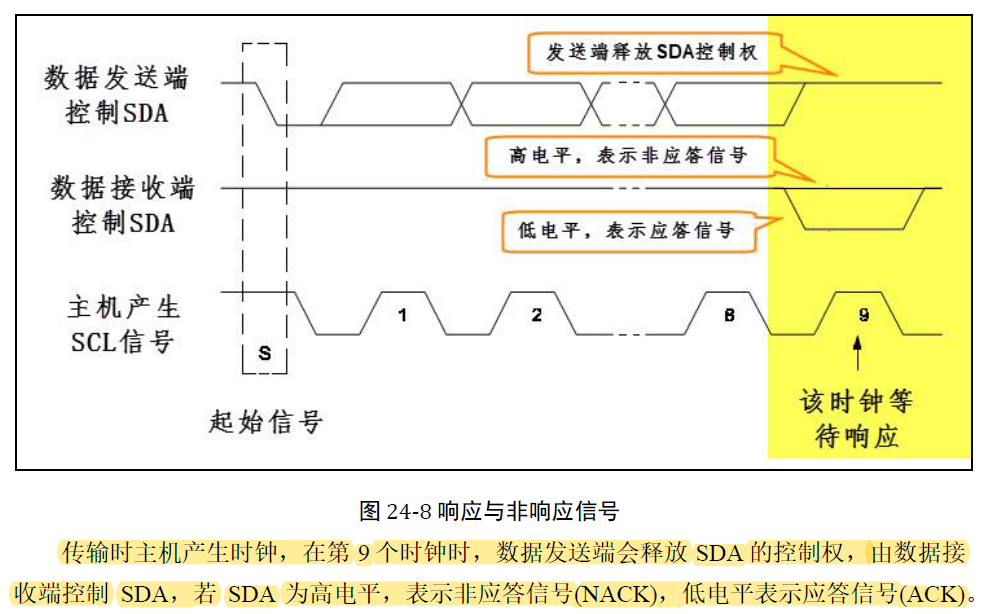 发送端释放SDA控制权
数据发送端
控制SDA
高电平，表示非应答信号
数据接收端
控制SDA
低电平，表示应答信号
主机产生
SCL信号
1
2
8
9
S
起始信号
该时钟等
待响应
图 24-8 响应与非响应信号
传输时主机产生时钟，在第 9 个时钟时，数据发送端会释放 SDA 的控制权，由数据接
收端控制 SDA，若 SDA 为高电平，表示非应答信号(NACK)，低电平表示应答信号(ACK)。